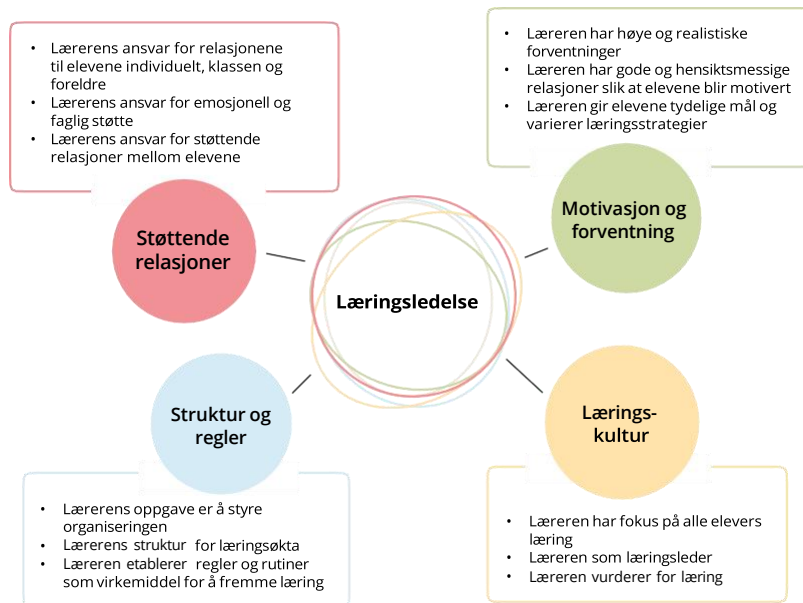 • Lærerens ansvar for relasjonene
til elevene individuelt, klassen og
foreldre
• Lærerens ansvar for emosjonell og
faglig støtte
• Lærerens ansvar for støttende
relasjoner mellom elevene
Støttende
relasjoner
• Læreren har høye og realistiske
forventninger
• Læreren har gode og hensiktsmessige
relasjoner slik at elevene blir motivert
• Læreren gir elevene tydelige mål og
varierer læringsstrategier
Motivasjon og
forventning
Læringsledelse
Struktur og
regler
• Lærerens oppgave er å styre
organiseringen
• Lærerens struktur for læringsøkta
• Læreren etablerer regler og rutiner
som virkemiddel for å fremme læring
Lærings-
kultur
• Læreren har fokus på alle elevers
læring
• Læreren som læringsleder
• Læreren vurderer for læring